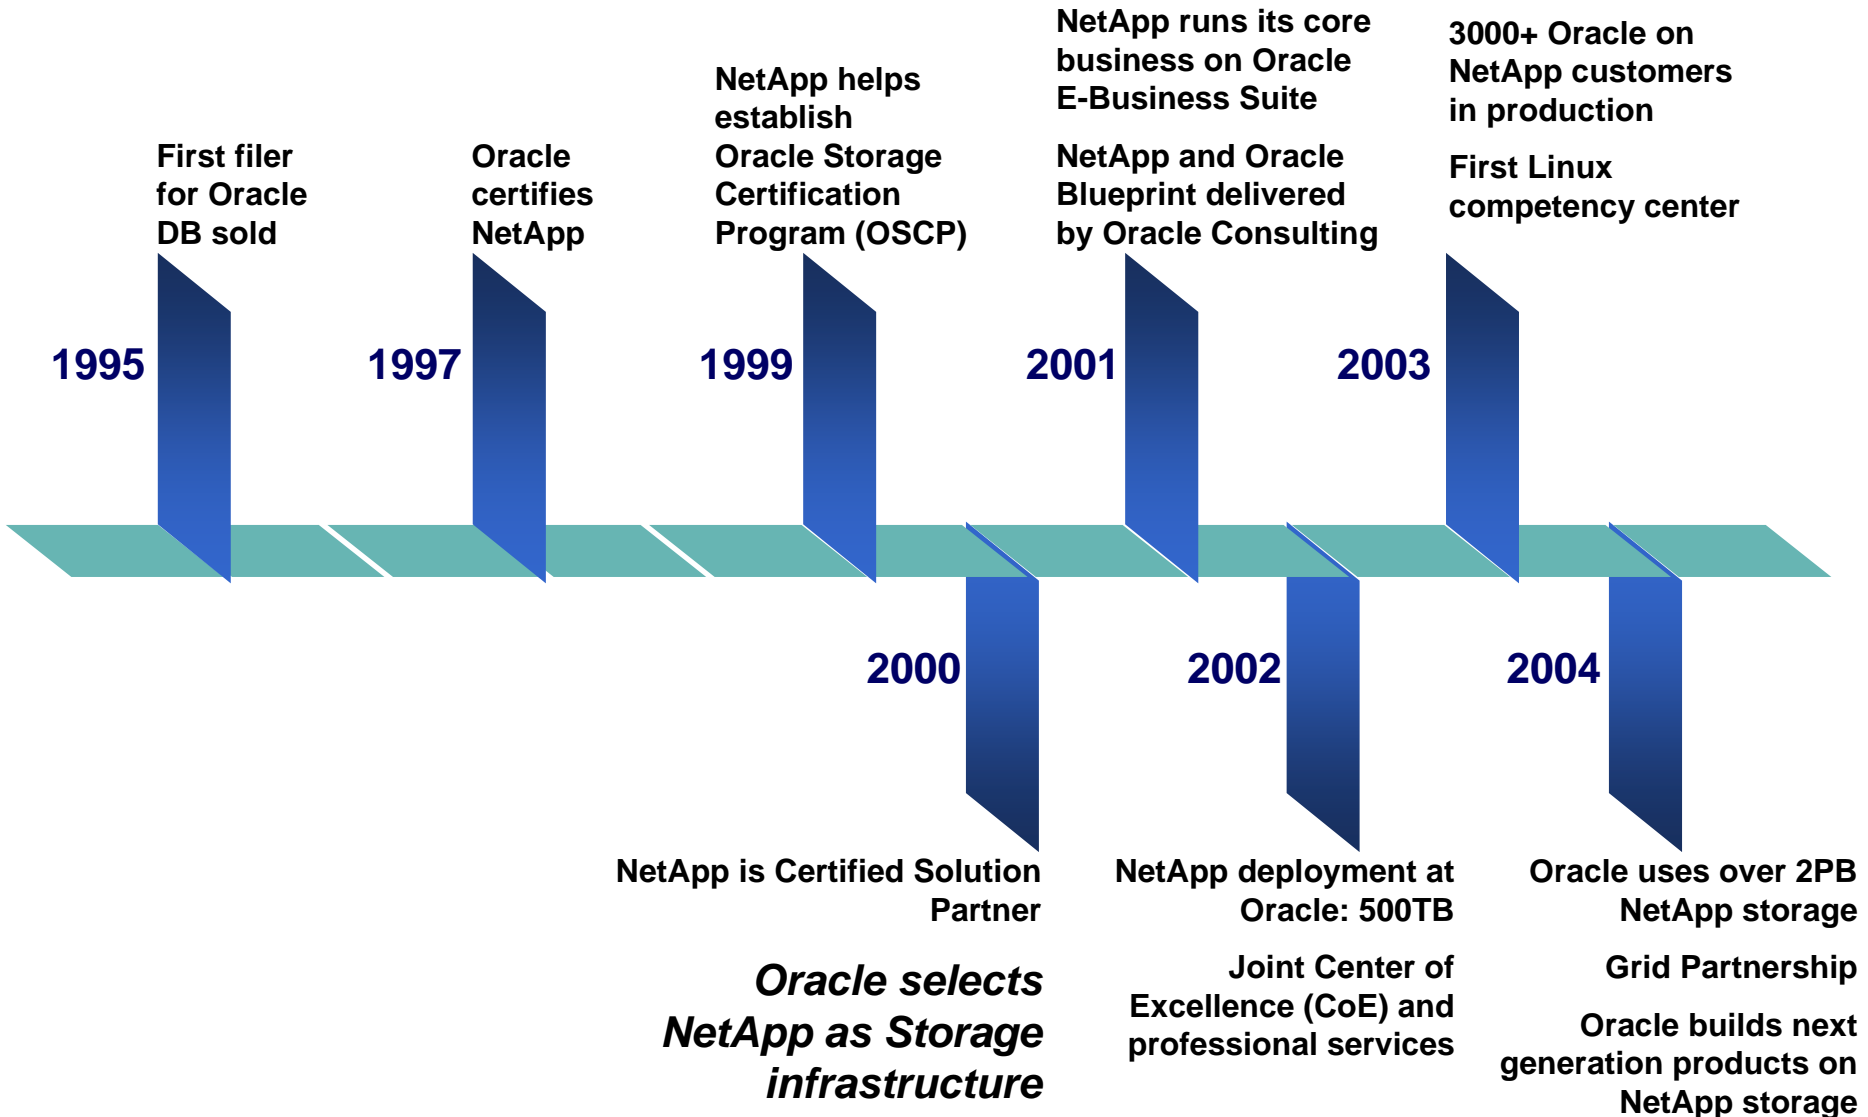 First filer
for Oracle
DB sold
1995
Oracle
certifies
NetApp
1997
NetApp helps
establish
Oracle Storage
Certification
Program (OSCP)
1999
NetApp runs its core
business on Oracle
E-Business Suite
NetApp and Oracle
Blueprint delivered
by Oracle Consulting
2001
3000+ Oracle on
NetApp customers
in production
First Linux
competency center
2003
2000
NetApp is Certified Solution
Partner
Oracle selects
NetApp as Storage
infrastructure
2002
NetApp deployment at
Oracle: 500TB
Joint Center of
Excellence (CoE) and
professional services
2004
Oracle uses over 2PB
NetApp storage
Grid Partnership
Oracle builds next
generation products on
NetApp storage